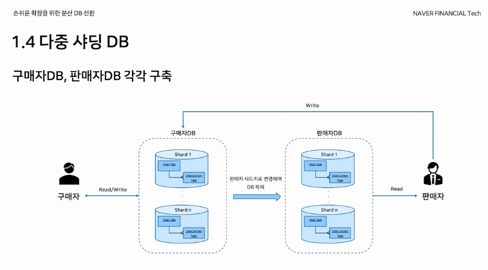 손쉬운 확장을 위한 분산 DB 전환
NAVER FINANCIAL Tech
1.4 다중 샤딩 DB
구매자DB, 판매자DB 각각 구축
Write
구매자DB
판매자DB
Shard 1
Shard 1
구매자
Read/Write
판매자 샤드키로 변경하여
DB 복제
Read
판매자
Shard n
Shard n